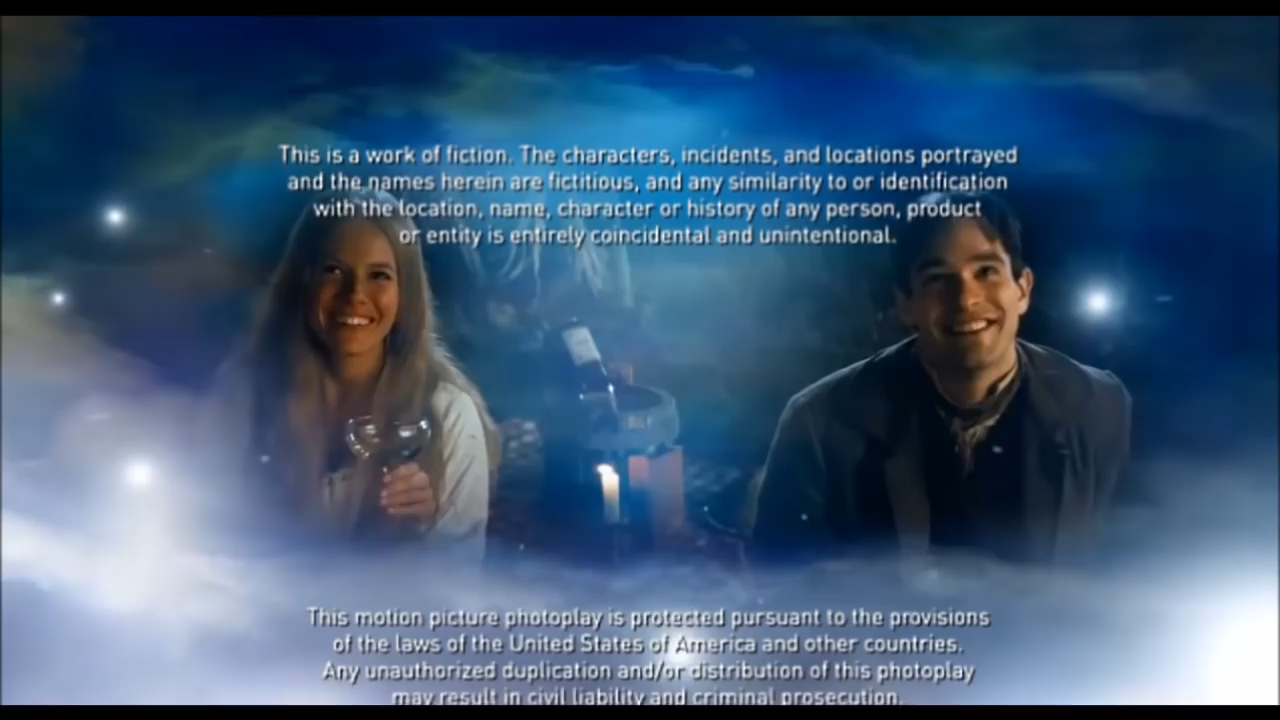 This is a work of fiction. The characters, incidents, and locations portrayed
and the names herein are fictitious, and any similarity to or identification
with the location, name, character or history of any person, product
or entity is entirely coincidental and unintentional.
This motion picture photoplay is protected pursuant to the provisions
of the laws of the United States of America and other countries.
Any unauthorized duplication and/or distribution of this photoplay
may result in civil liability and criminal prosecution.